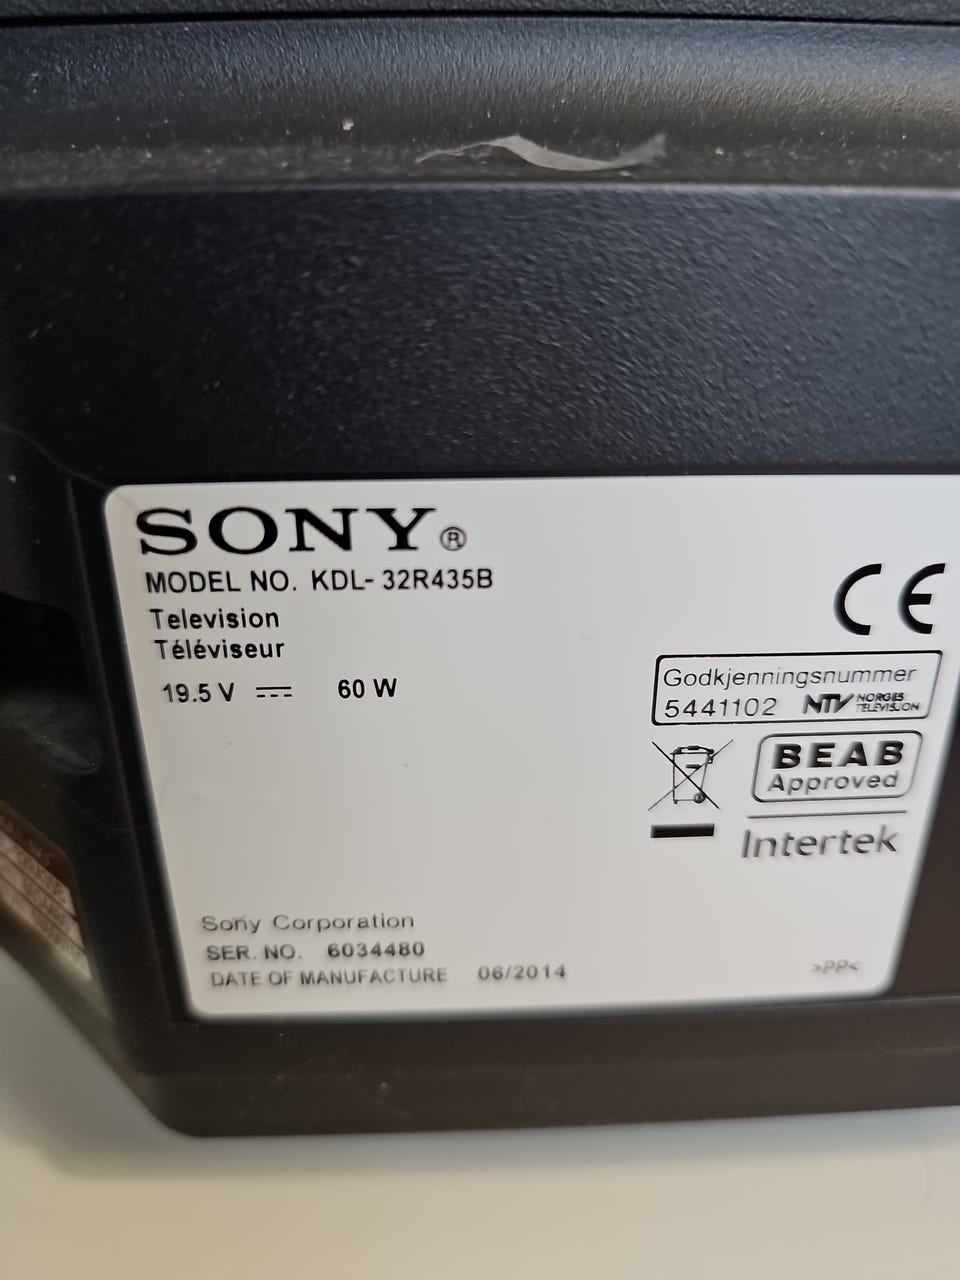 SONY®
MODEL NO. KDL- 32R435B
Television
Téléviseur
19.5 V ⎓ 60 W
CE
Godkjenningsnummer
5441102 NTV NORGES TELEVISJON
BEAB
Approved
Intertek
Sony Corporation
SER. NO. 6034480
DATE OF MANUFACTURE 06/2014
>PP<